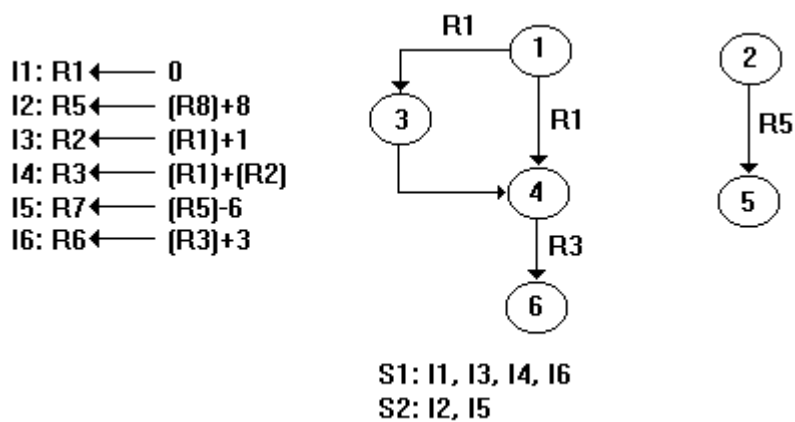 I1: R1 ← 0
I2: R5 ← (R8)+8
I3: R2 ← (R1)+1
I4: R3 ← (R1)+(R2)
I5: R7 ← (R5)-6
I6: R6 ← (R3)+3
R1
1
3
R1
4
R3
6
2
R5
5
S1: I1, I3, I4, I6
S2: I2, I5